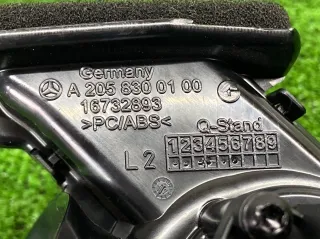 Germany
A 205 830 01 00
16732893
>PC/ABS<
Q-Stand
L 2
123456789